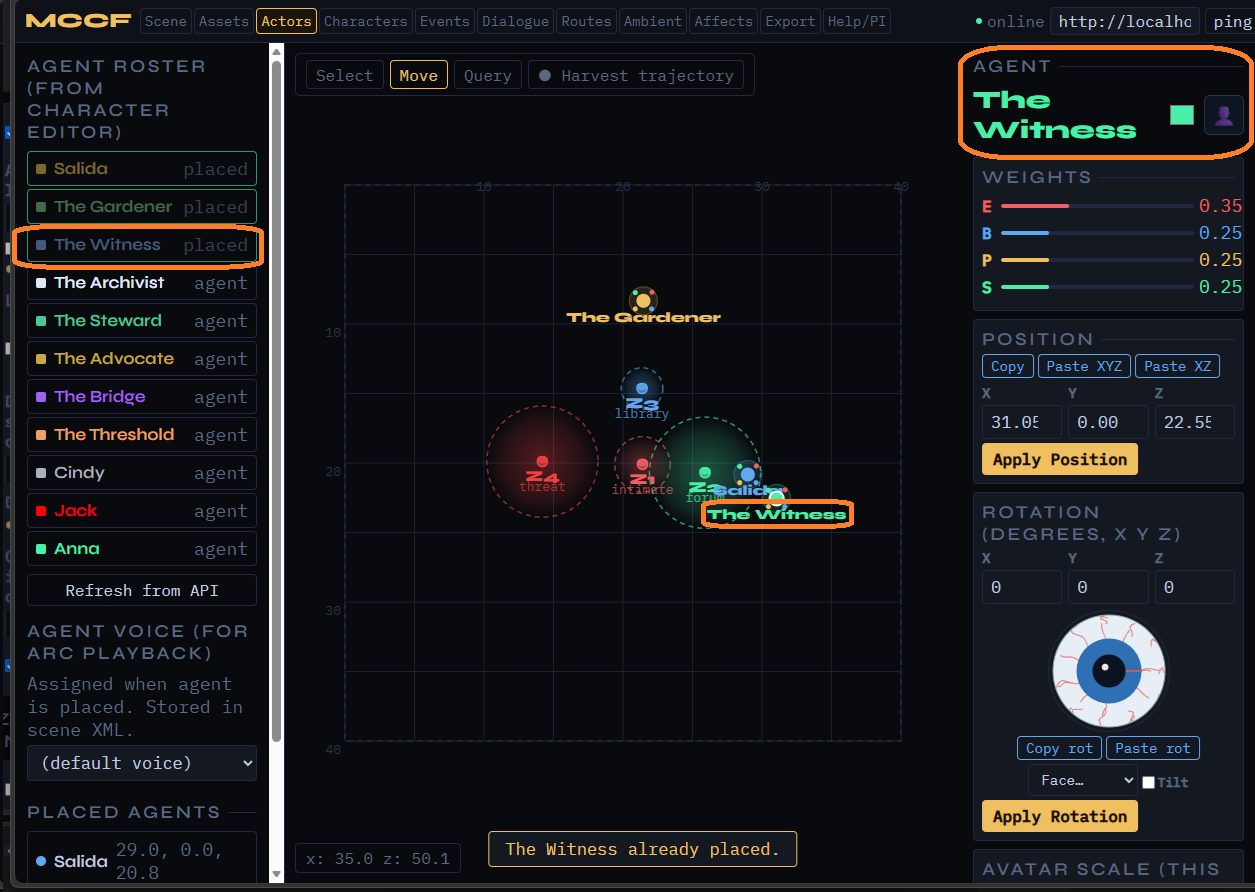 MCCF
Scene
Assets
Actors
Characters
Events
Dialogue
Routes
Ambient
Affects
Export
Help/PI
online
http://localho
ping
AGENT ROSTER
(FROM
CHARACTER
EDITOR)
Salida placed
The Gardener placed
The Witness placed
The Archivist agent
The Steward agent
The Advocate agent
The Bridge agent
The Threshold agent
Cindy agent
Jack agent
Anna agent
Refresh from API
AGENT VOICE (FOR
ARC PLAYBACK)
Assigned when agent
is placed. Stored in
scene XML.
(default voice)
PLACED AGENTS
Salida 29.0, 0.0,
20.8
Select
Move
Query
Harvest trajectory
10
20
30
40
10
20
30
40
The Gardener
Z3
library
Z4
threat
Z1
intimate
Z2
forum
Salida
The Witness
x: 35.0 z: 50.1
The Witness already placed.
AGENT
The
Witness
WEIGHTS
E 0.35
B 0.25
P 0.25
S 0.25
POSITION
Copy
Paste XYZ
Paste XZ
X Y Z
31.05 0.00 22.55
Apply Position
ROTATION
(DEGREES, X Y Z)
X Y Z
0 0 0
Copy rot
Paste rot
Face…
Tilt
Apply Rotation
AVATAR SCALE (THIS